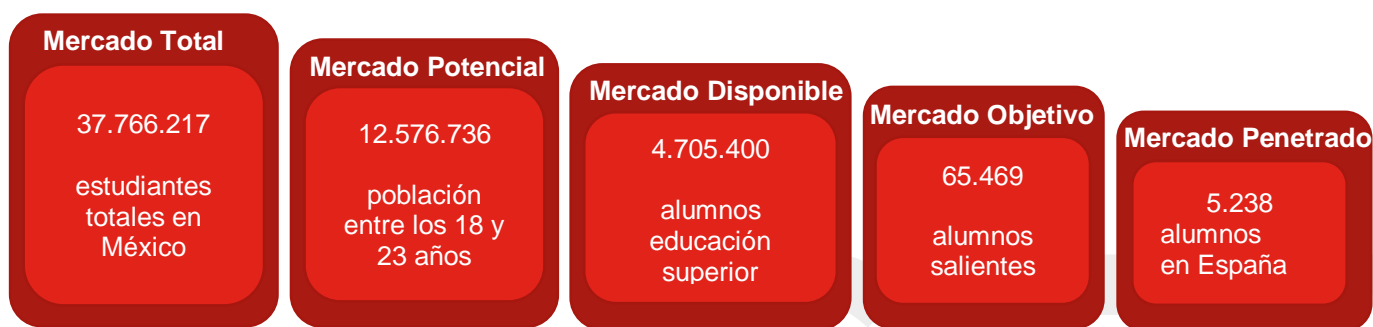 Mercado Total
37.766.217
estudiantes
totales en
México
Mercado Potencial
12.576.736
población
entre los 18 y
23 años
Mercado Disponible
4.705.400
alumnos
educación
superior
Mercado Objetivo
65.469
alumnos
salientes
Mercado Penetrado
5.238
alumnos
en España